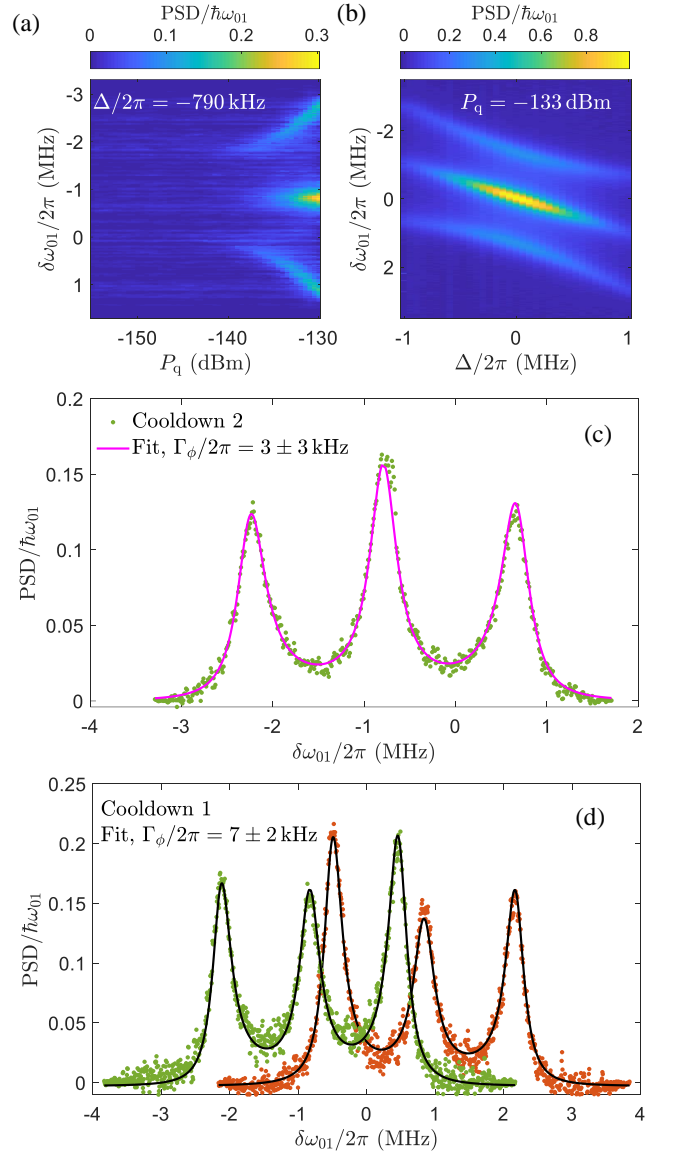 (a)
PSD/ħω₀₁
0 0.1 0.2 0.3
Δ/2π = −790 kHz
-3
-2
-1
0
1
δω₀₁/2π (MHz)
-150 -140 -130
P_q (dBm)
(b)
PSD/ħω₀₁
0 0.2 0.4 0.6 0.8
P_q = −133 dBm
-2
0
2
δω₀₁/2π (MHz)
-1 0 1
Δ/2π (MHz)
0.2
0.15
0.1
0.05
0
PSD/ħω₀₁
Cooldown 2
Fit, Γ_ϕ/2π = 3 ± 3 kHz
(c)
-4 -3 -2 -1 0 1 2
δω₀₁/2π (MHz)
0.25
0.2
0.15
0.1
0.05
0
PSD/ħω₀₁
Cooldown 1
Fit, Γ_ϕ/2π = 7 ± 2 kHz
(d)
-4 -3 -2 -1 0 1 2 3 4
δω₀₁/2π (MHz)